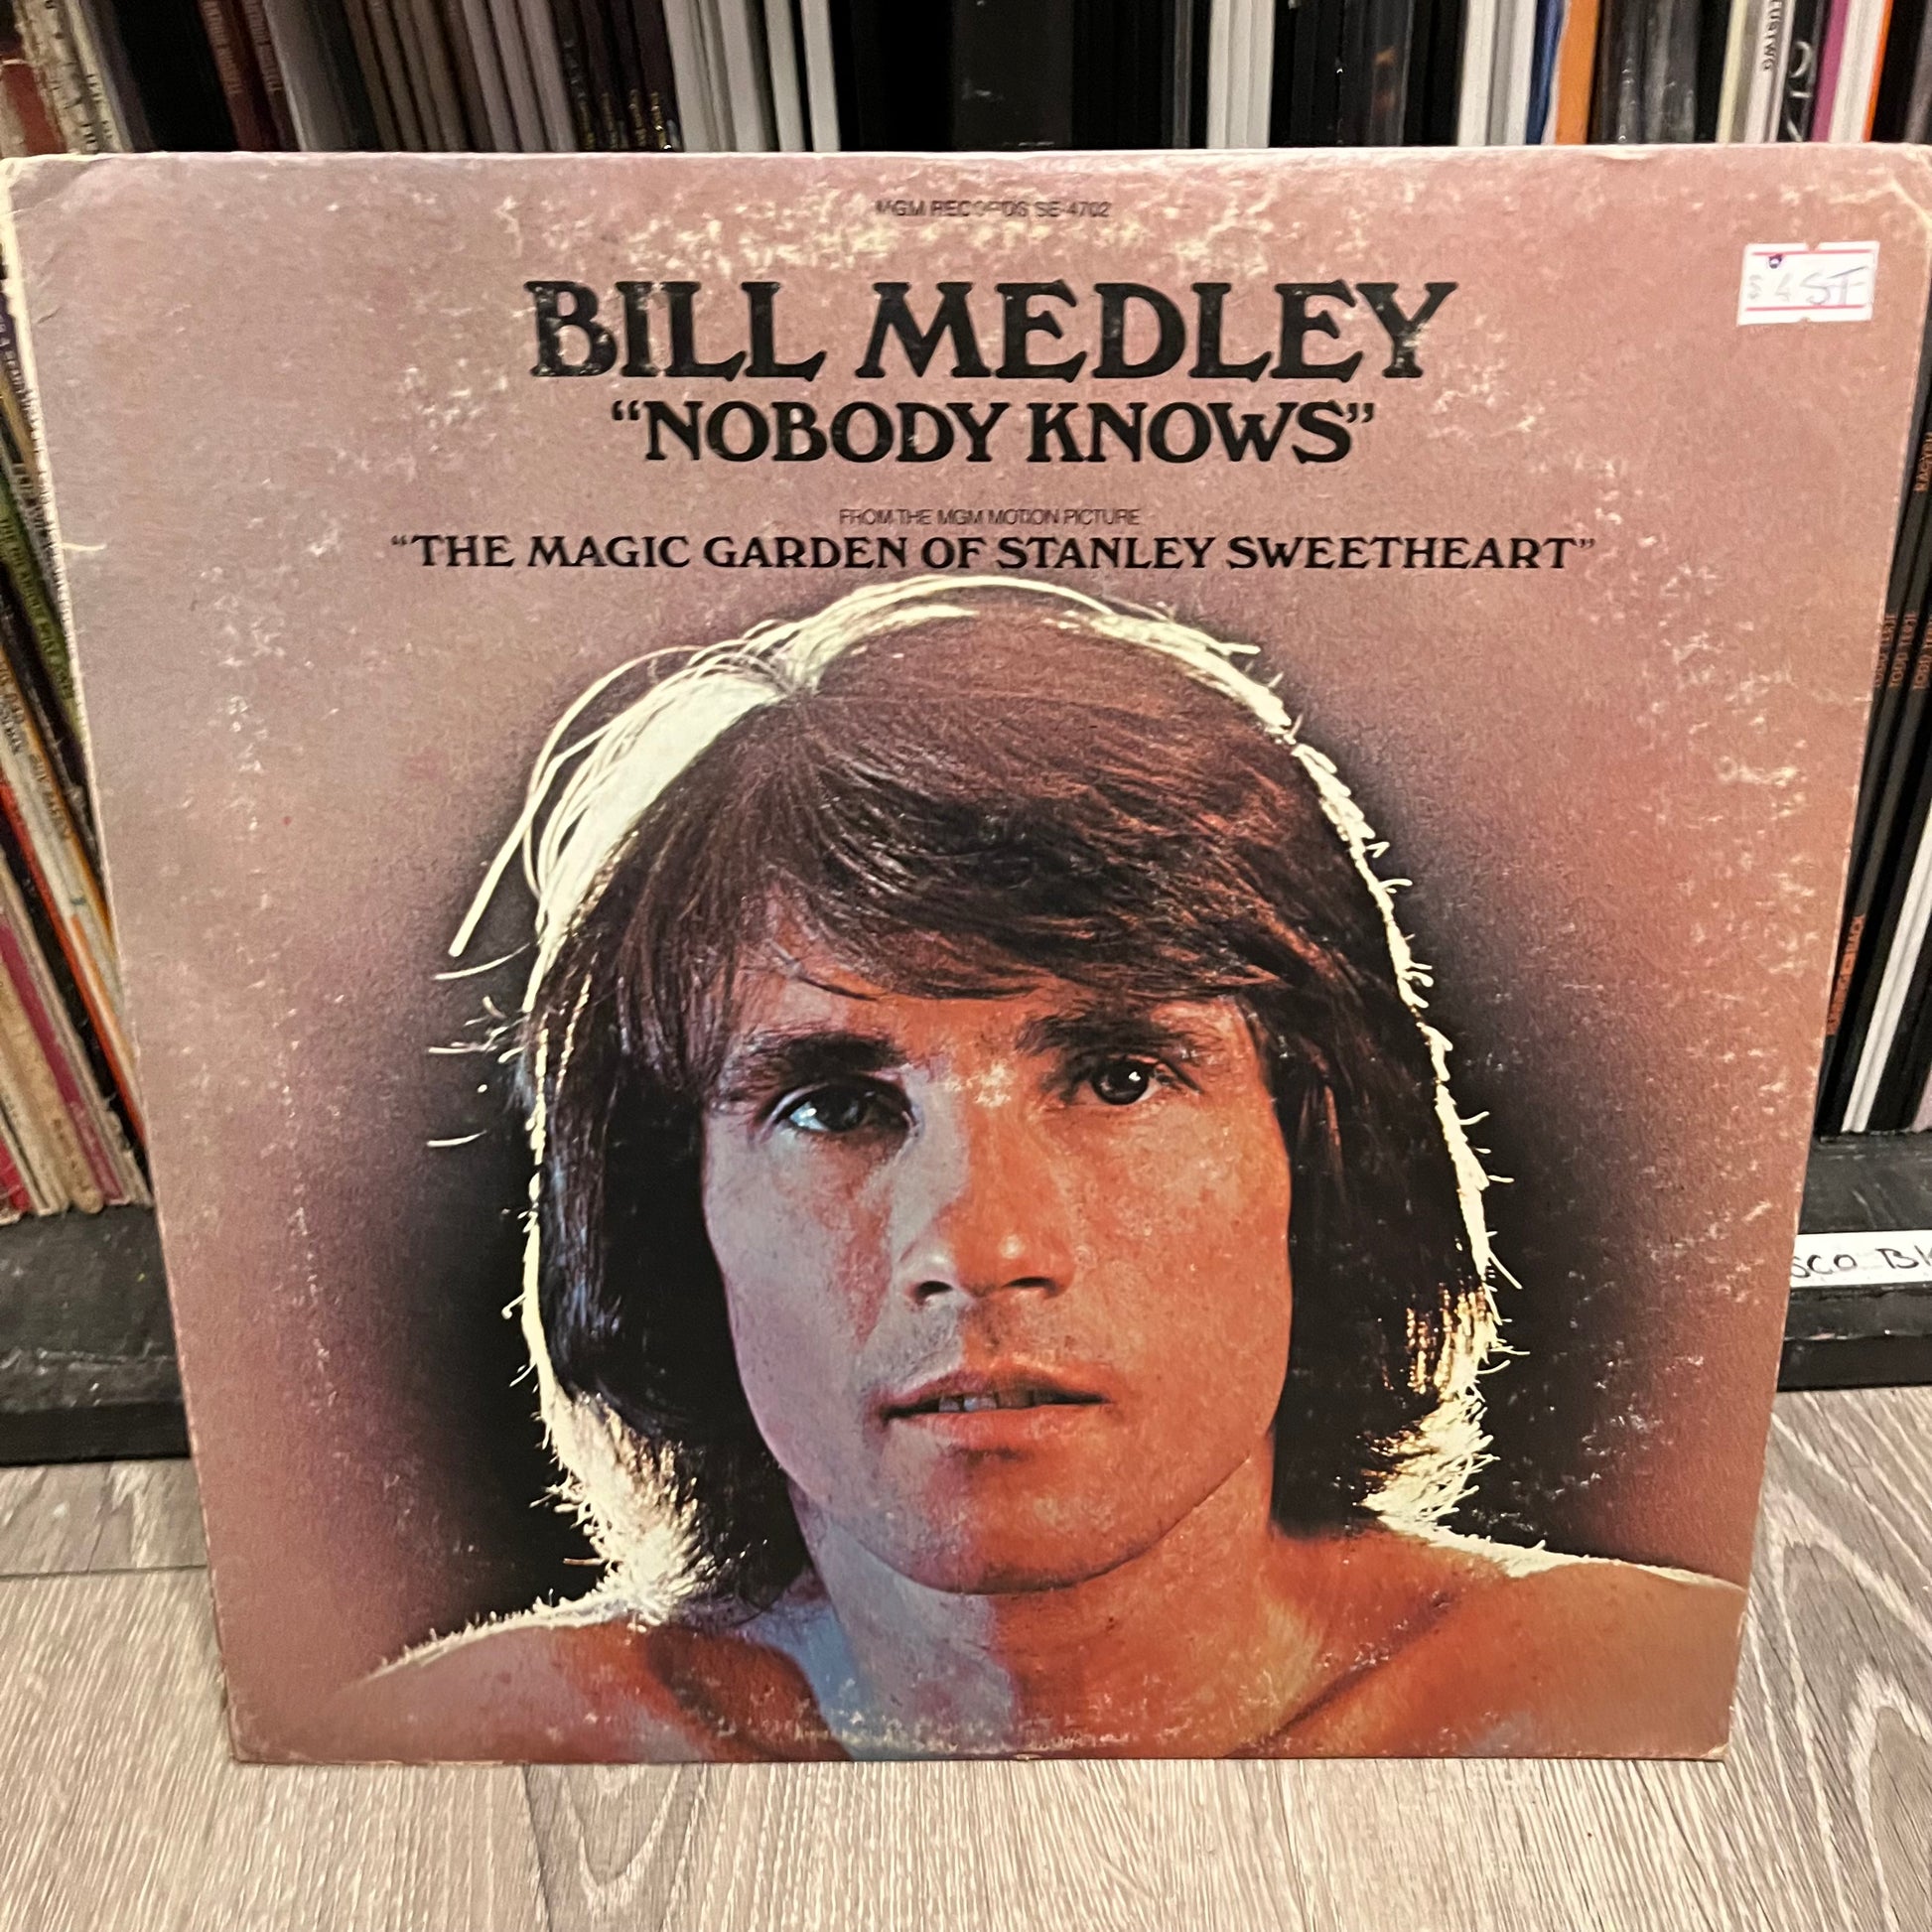 MGM RECORDS SE-4702
BILL MEDLEY
“NOBODY KNOWS”
FROM THE MGM MOTION PICTURE
“THE MAGIC GARDEN OF STANLEY SWEETHEART”